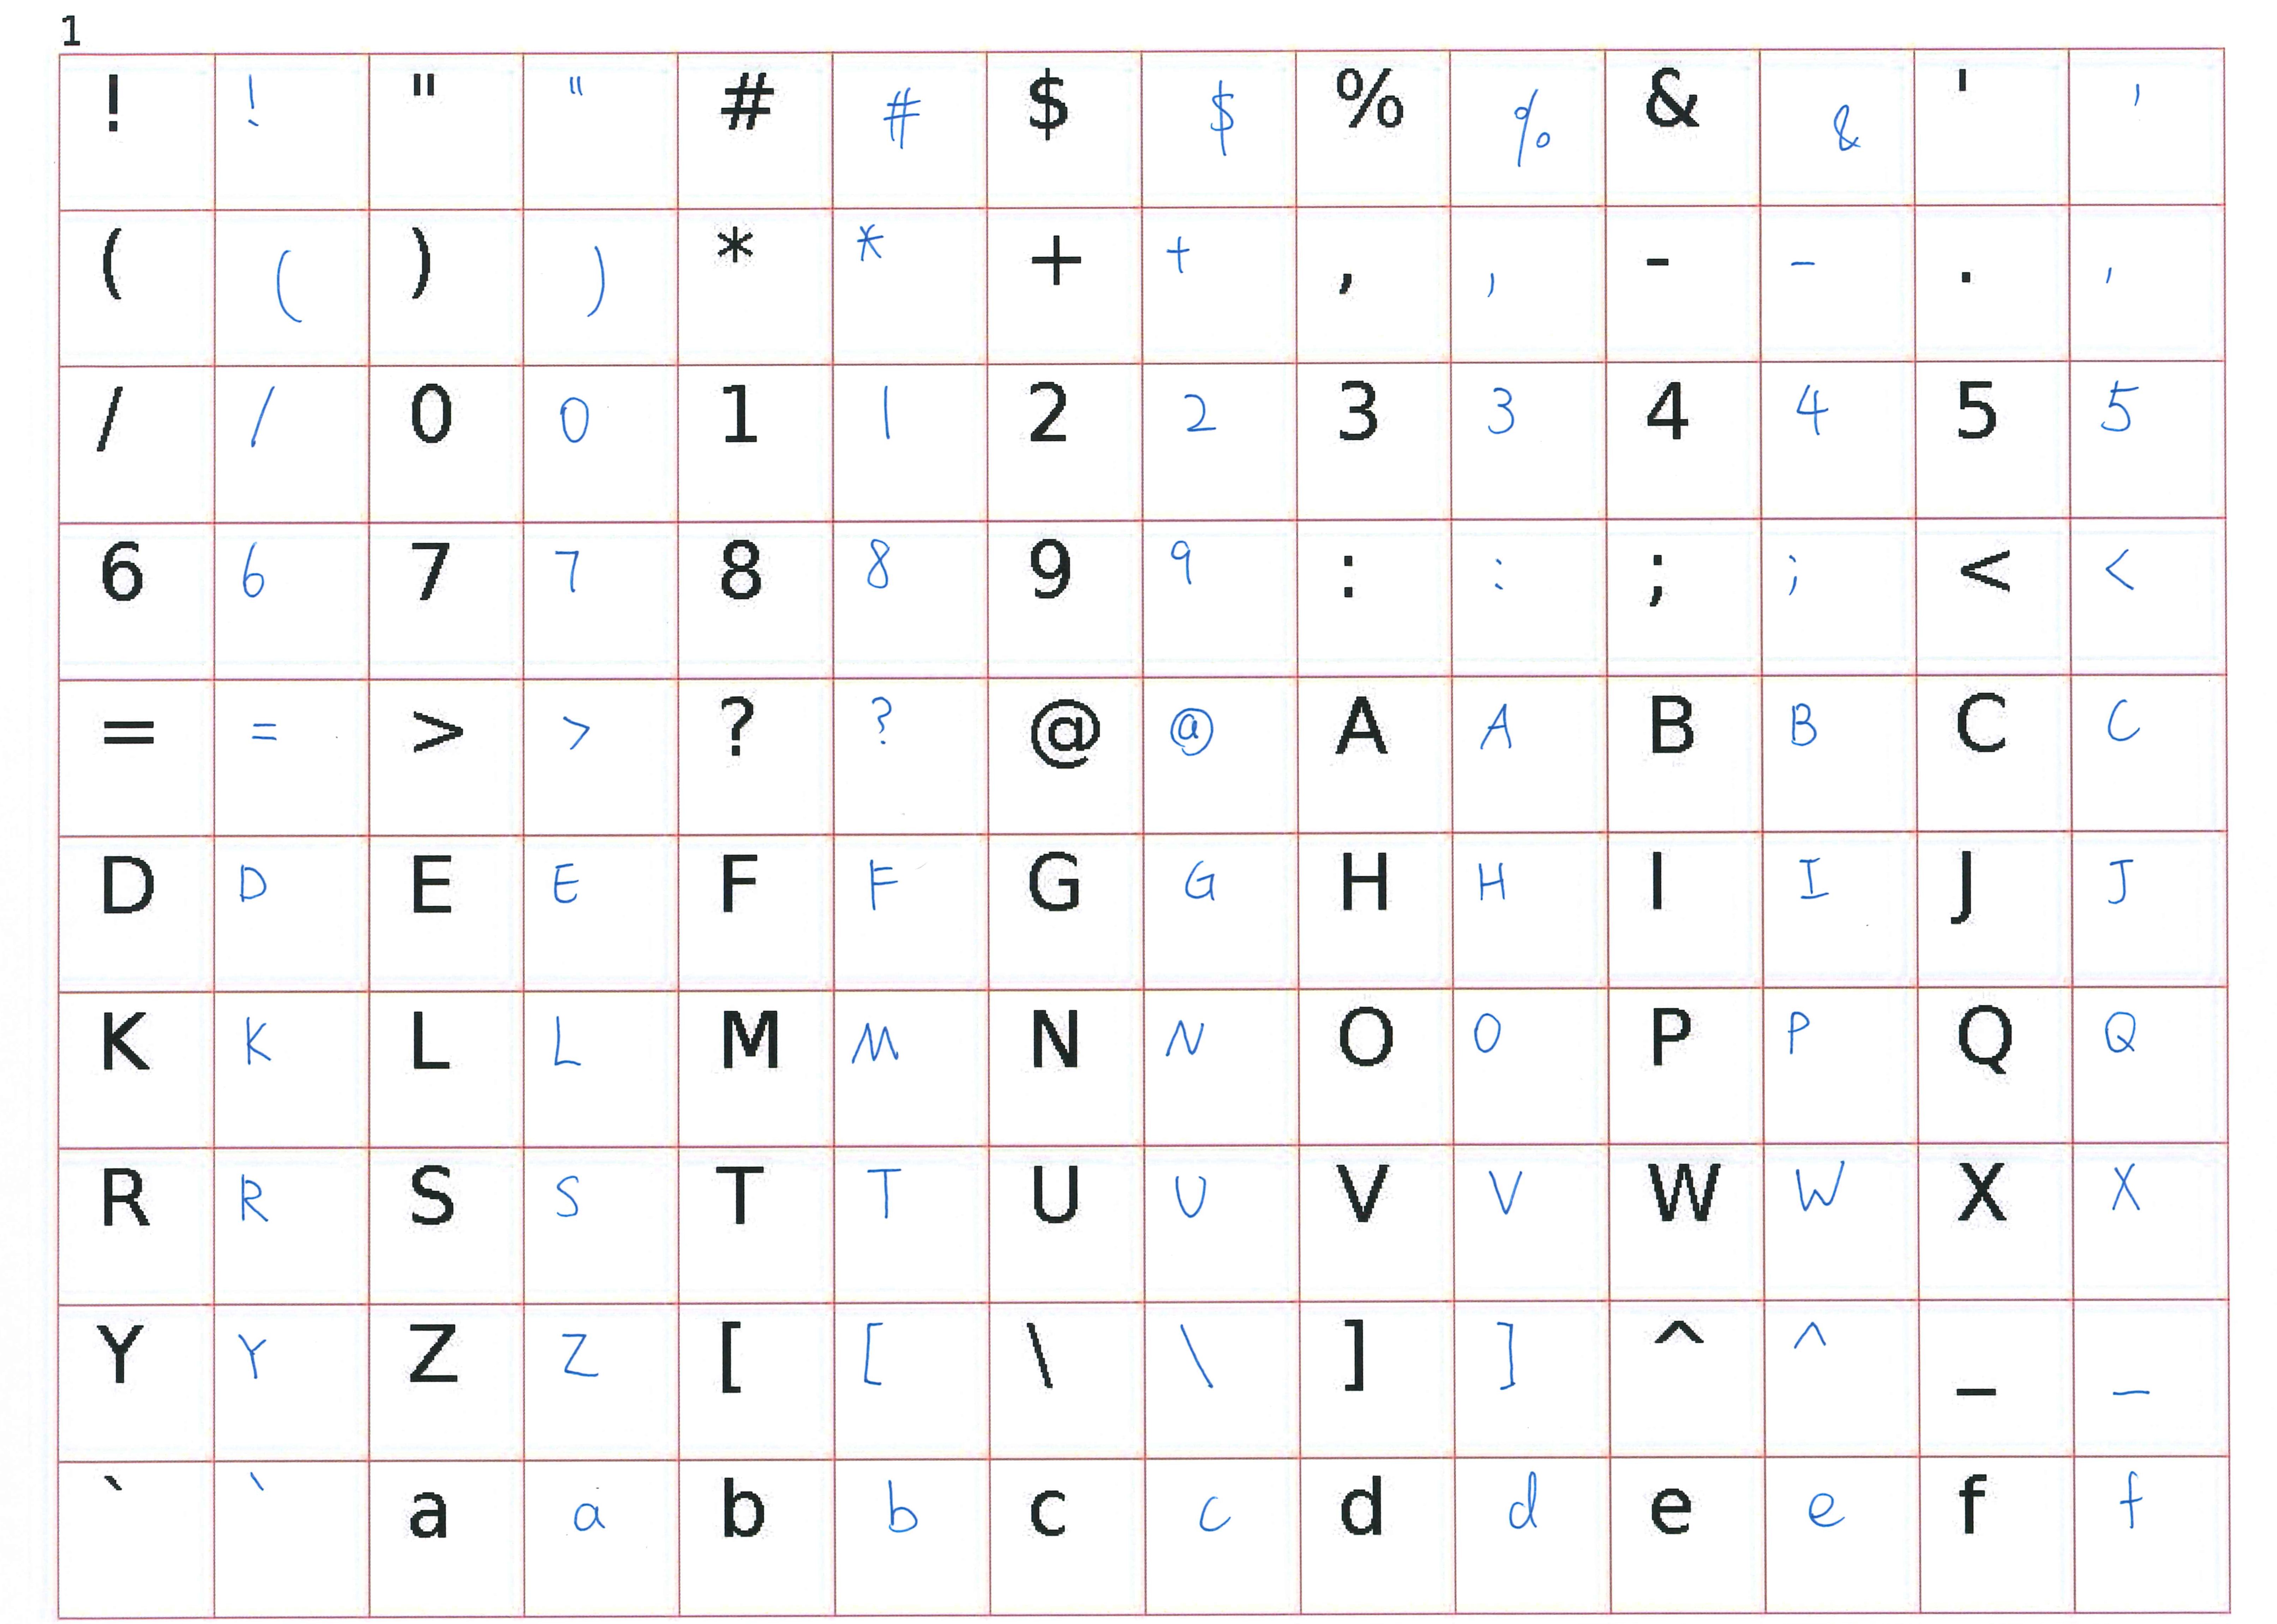 1
! ! " " # # $ $ % % & & ' '
( ( ) ) * * + + , , - - . ,
/ / 0 0 1 1 2 2 3 3 4 4 5 5
6 6 7 7 8 8 9 9 : : ; ; < <
= = > > ? ? @ @ A A B B C C
D D E E F F G G H H I I J J
K K L L M M N N O O P P Q Q
R R S S T T U U V V W W X X
Y Y Z Z [ [ \ \ ] ] ^ ^ _ _
` ` a a b b c c d d e e f f